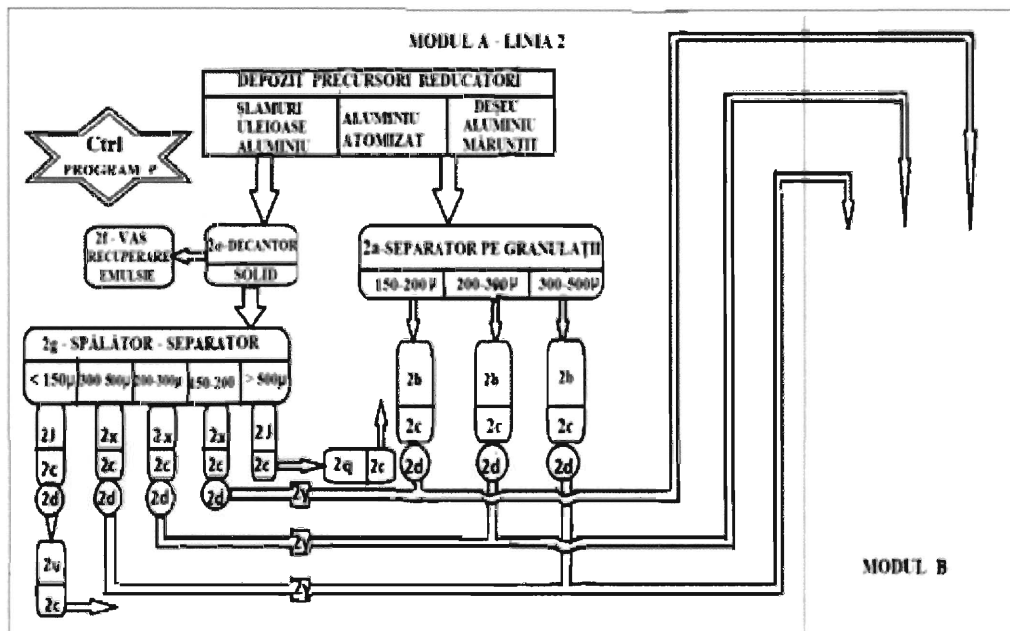 MODUL A - LINIA 2
DEPOZIT PRECURSORI REDUCATORI
ȘLAMURI
ULEIOASE
ALUMINIU
ALUMINIU
ATOMIZAT
DEȘEU
ALUMINIU
MĂRUNȚIT
Ctrl
PROGRAM P
2f - VAS
RECUPERARE
EMULSIE
2e-DECANTOR
SOLID
2a-SEPARATOR PE GRANULAȚII
150-200µ 200-300µ 300-500µ
2g - SPĂLĂTOR - SEPARATOR
< 150µ 300-500µ 200-300µ 150-200 > 500µ
2b 2b 2b
2c 2c 2c
2d 2d 2d
2x 2x 2x
2c 2c 2c 2c 2c
2q 2c
2d 2d 2d 2d
2y
2y
2y
2c
MODUL B